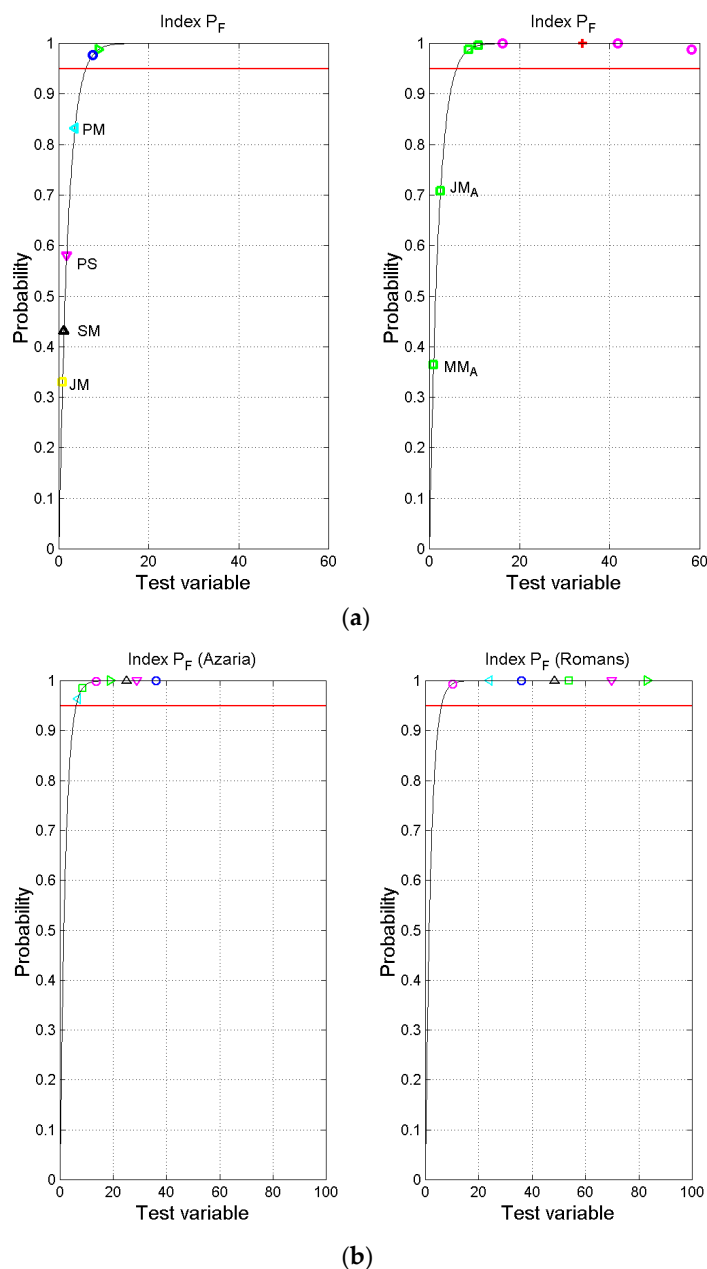 Index P_F
Probability
1
0.9
0.8
0.7
0.6
0.5
0.4
0.3
0.2
0.1
0
PM
PS
SM
JM
0 20 40 60
Test variable
Index P_F
Probability
1
0.9
0.8
0.7
0.6
0.5
0.4
0.3
0.2
0.1
0
JM_A
MM_A
0 20 40 60
Test variable
(a)
Index P_F (Azaria)
Probability
1
0.9
0.8
0.7
0.6
0.5
0.4
0.3
0.2
0.1
0
0 20 40 60 80 100
Test variable
Index P_F (Romans)
Probability
1
0.9
0.8
0.7
0.6
0.5
0.4
0.3
0.2
0.1
0
0 20 40 60 80 100
Test variable
(b)